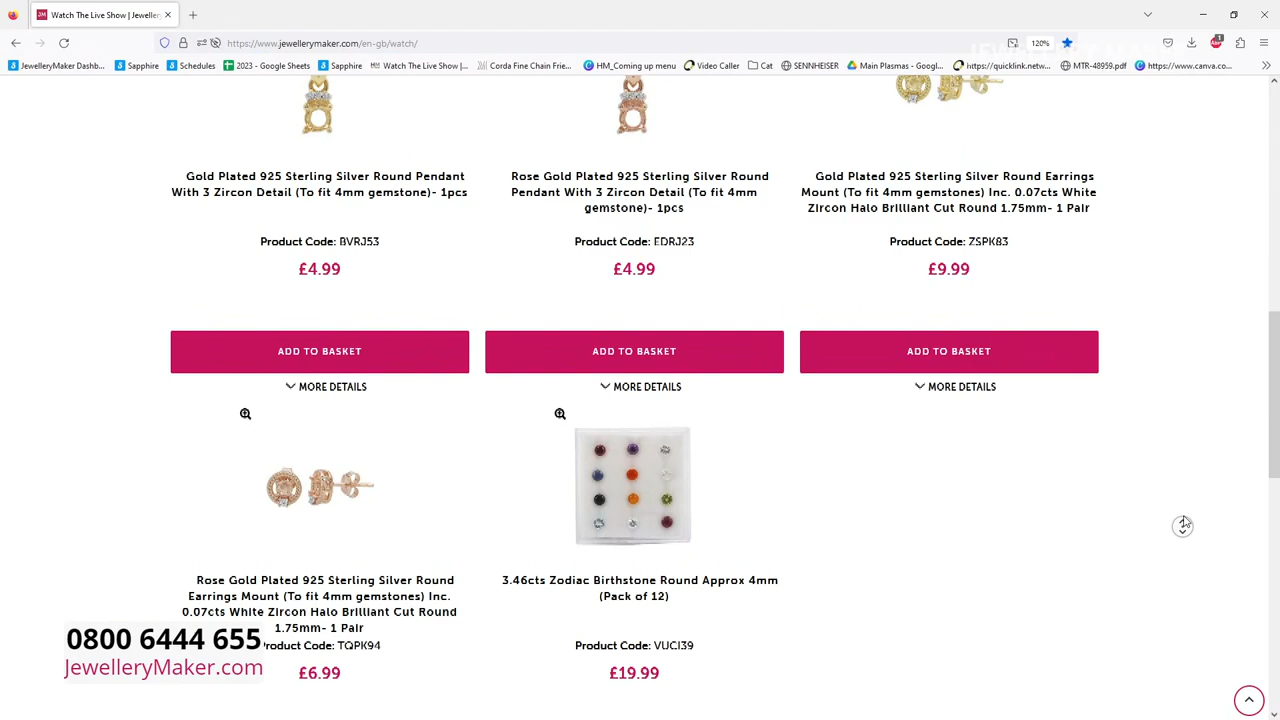 Watch The Live Show | Jeweller
https://www.jewellerymaker.com/en-gb/watch/
120%
1
JewelleryMaker Dashb...
Sapphire
Schedules
2023 - Google Sheets
Sapphire
Watch The Live Show |...
Corda Fine Chain Frie...
HM_Coming up menu
Video Caller
Cat
SENNHEISER
Main Plasmas - Googl...
https://quicklink.netw...
MTR-48959.pdf
https://www.canva.co...
Gold Plated 925 Sterling Silver Round Pendant
With 3 Zircon Detail (To fit 4mm gemstone)- 1pcs
Product Code: BVRJ53
£4.99
ADD TO BASKET
MORE DETAILS
Rose Gold Plated 925 Sterling Silver Round
Pendant With 3 Zircon Detail (To fit 4mm
gemstone)- 1pcs
Product Code: EDRJ23
£4.99
ADD TO BASKET
MORE DETAILS
Gold Plated 925 Sterling Silver Round Earrings
Mount (To fit 4mm gemstones) Inc. 0.07cts White
Zircon Halo Brilliant Cut Round 1.75mm- 1 Pair
Product Code: ZSPK83
£9.99
ADD TO BASKET
MORE DETAILS
Rose Gold Plated 925 Sterling Silver Round
Earrings Mount (To fit 4mm gemstones) Inc.
0.07cts White Zircon Halo Brilliant Cut Round
1.75mm- 1 Pair
Product Code: TQPK94
£6.99
3.46cts Zodiac Birthstone Round Approx 4mm
(Pack of 12)
Product Code: VUCI39
£19.99
0800 6444 655
JewelleryMaker.com